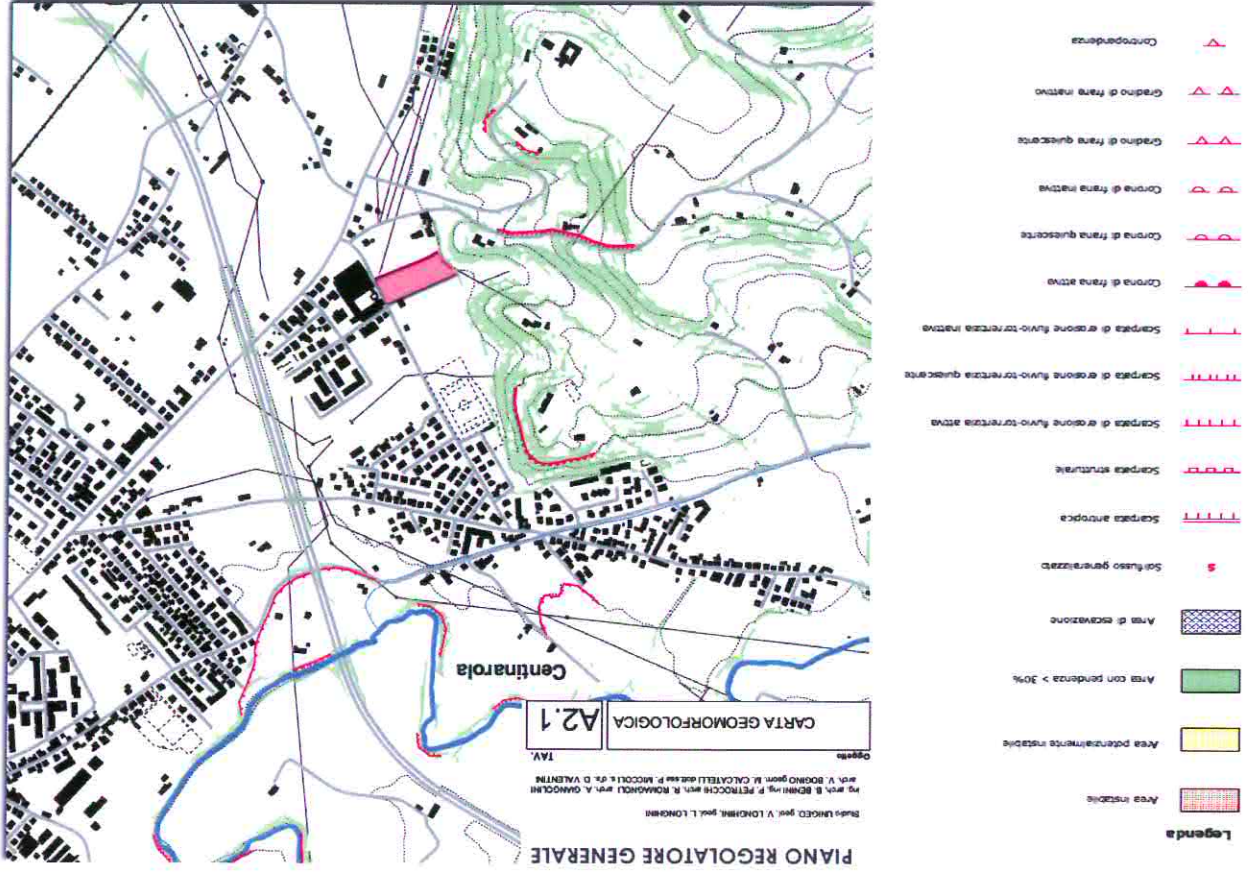 PIANO REGOLATORE GENERALE
Studio UNIGEO: geol. V. LONGHINI, geol. L. LONGHINI
ing. arch. B. BENINI ing. P. PETROCCHI arch. R. ROMAGNOLI arch. A. GIANGOLINI
arch. V. BOGINO geom. M. CALCATELLI dott.ssa P. MICCOLI s. d'a. D. VALENTINI
Oggetto
TAV.
CARTA GEOMORFOLOGICA
A2.1
Centinarola
Legenda
Area instabile
Area potenzialmente instabile
Area con pendenza > 30%
Area di escavazione
s
Soliflusso generalizzato
Scarpata antropica
Scarpata strutturale
Scarpata di erosione fluvio-torrentizia attiva
Scarpata di erosione fluvio-torrentizia quiescente
Scarpata di erosione fluvio-torrentizia inattiva
Corona di frana attiva
Corona di frana quiescente
Corona di frana inattiva
Gradino di frana quiescente
Gradino di frana inattivo
Contropendenza